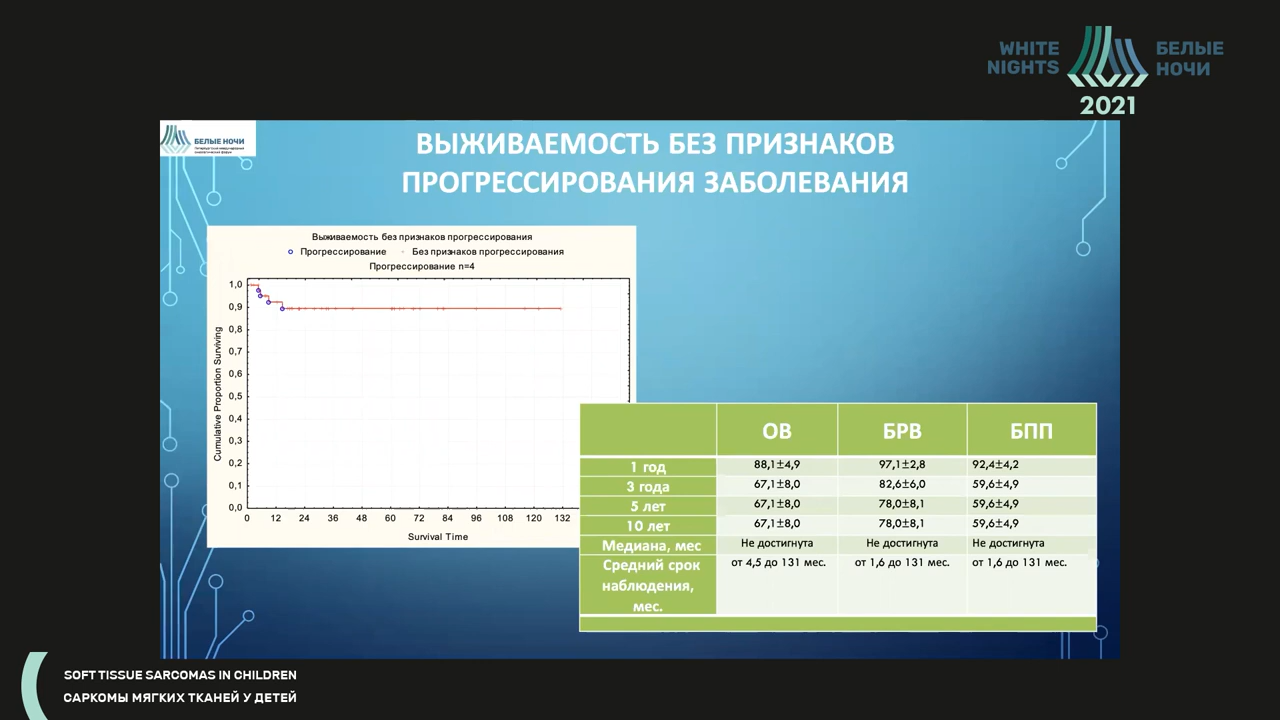 WHITE NIGHTS
БЕЛЫЕ НОЧИ
2021
БЕЛЫЕ НОЧИ
ВЫЖИВАЕМОСТЬ БЕЗ ПРИЗНАКОВ
ПРОГРЕССИРОВАНИЯ ЗАБОЛЕВАНИЯ
Выживаемость без признаков прогрессирования
Прогрессирование Без признаков прогрессирования
Прогрессирование n=4
Cumulative Proportion Surviving
1,0
0,9
0,8
0,7
0,6
0,5
0,4
0,3
0,2
0,1
0,0
0 12 24 36 48 60 72 84 96 108 120 132
Survival Time
ОВ БРВ БПП
1 год 88,1±4,9 97,1±2,8 92,4±4,2
3 года 67,1±8,0 82,6±6,0 59,6±4,9
5 лет 67,1±8,0 78,0±8,1 59,6±4,9
10 лет 67,1±8,0 78,0±8,1 59,6±4,9
Медиана, мес Не достигнута Не достигнута Не достигнута
Средний срок от 4,5 до 131 мес. от 1,6 до 131 мес. от 1,6 до 131 мес.
наблюдения,
мес.
SOFT TISSUE SARCOMAS IN CHILDREN
САРКОМЫ МЯГКИХ ТКАНЕЙ У ДЕТЕЙ